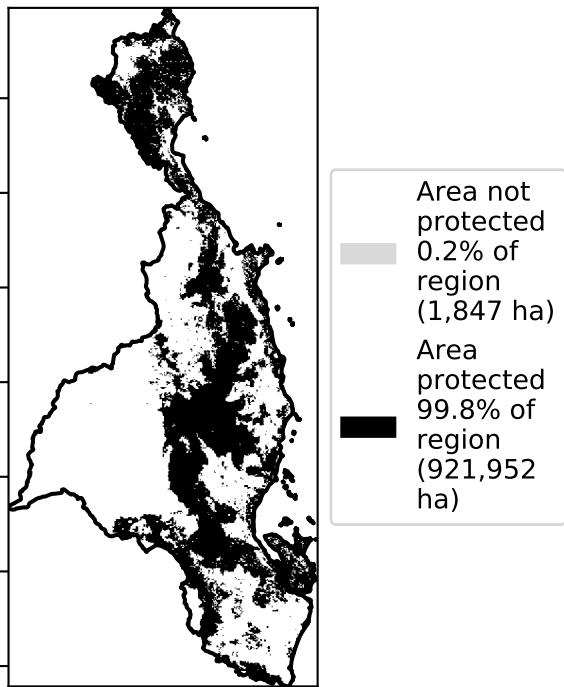 Area not
protected
0.2% of
region
(1,847 ha)
Area
protected
99.8% of
region
(921,952
ha)